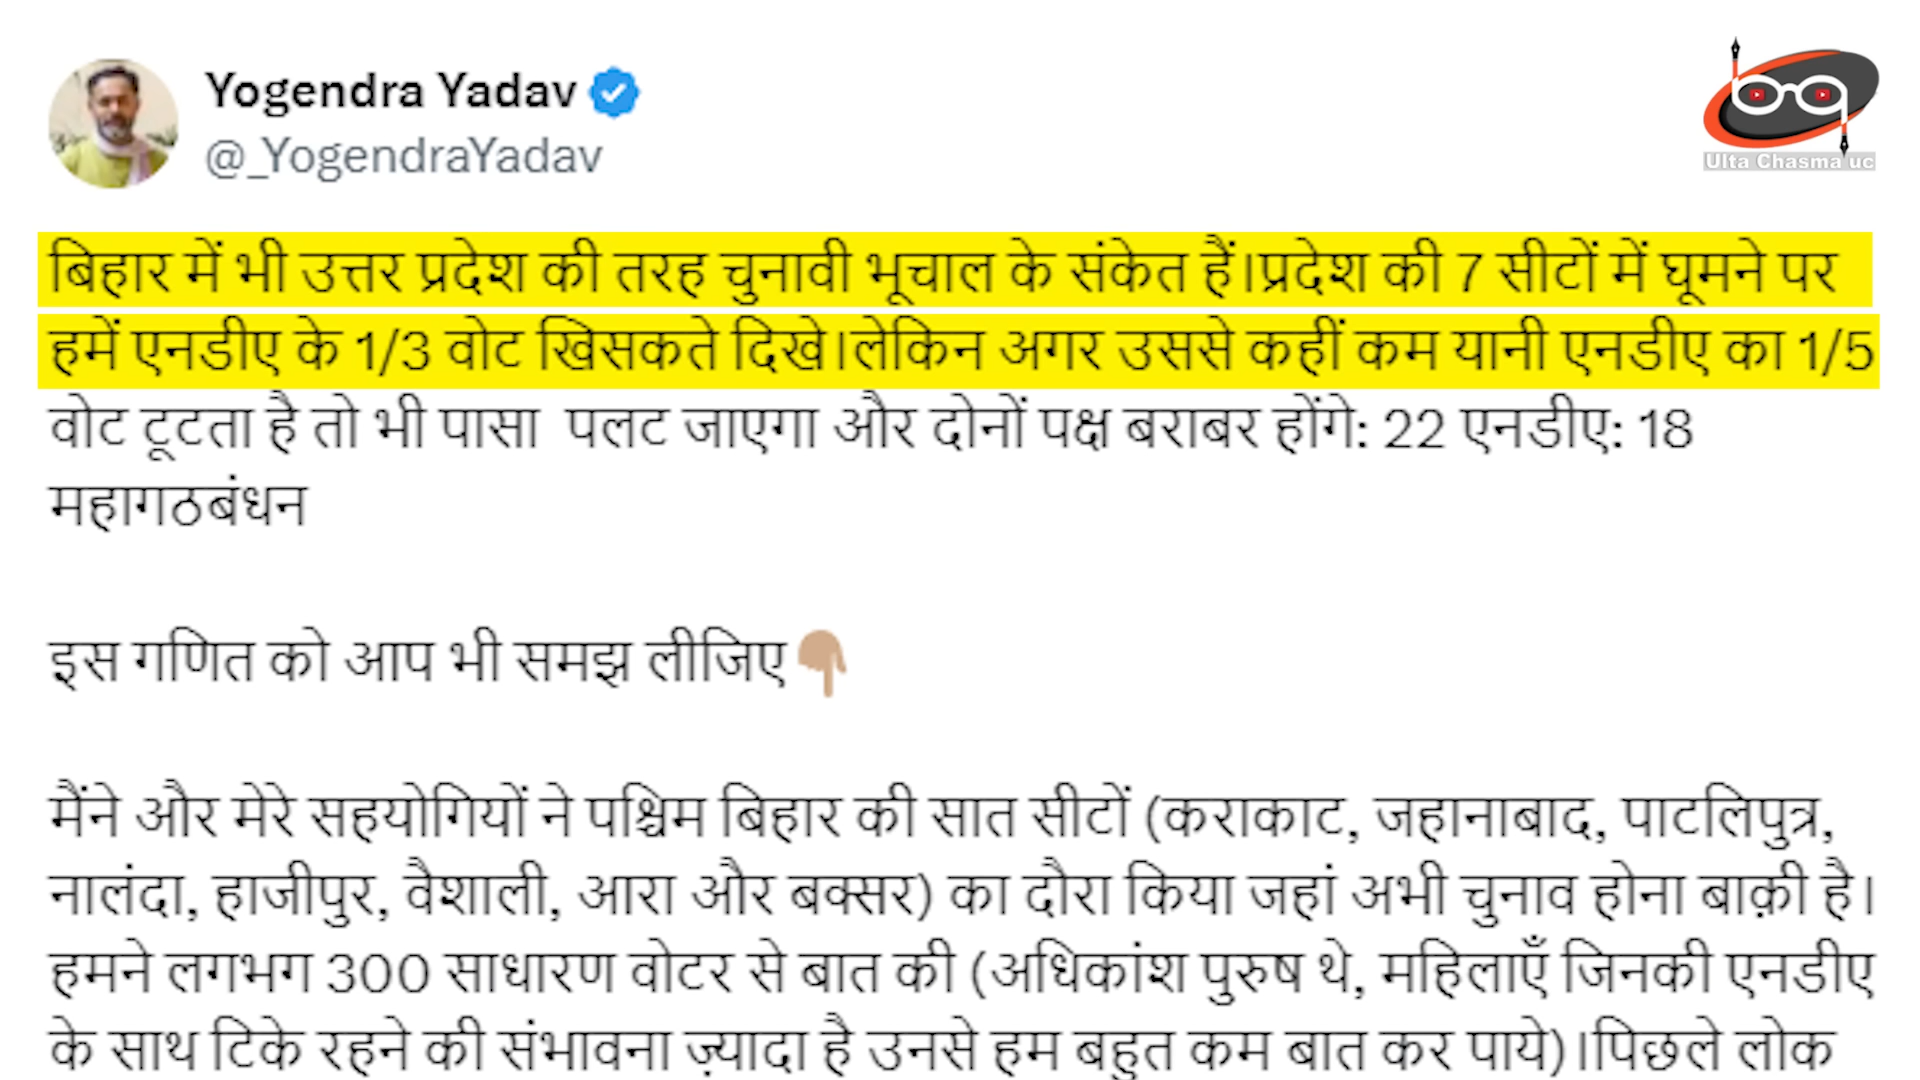 Yogendra Yadav
@_YogendraYadav
Ulta Chasma uc
बिहार में भी उत्तर प्रदेश की तरह चुनावी भूचाल के संकेत हैं।प्रदेश की 7 सीटों में घूमने पर
हमें एनडीए के 1/3 वोट खिसकते दिखे।लेकिन अगर उससे कहीं कम यानी एनडीए का 1/5
वोट टूटता है तो भी पासा पलट जाएगा और दोनों पक्ष बराबर होंगे: 22 एनडीए: 18
महागठबंधन
इस गणित को आप भी समझ लीजिए👇🏽
मैंने और मेरे सहयोगियों ने पश्चिम बिहार की सात सीटों (कराकाट, जहानाबाद, पाटलिपुत्र,
नालंदा, हाजीपुर, वैशाली, आरा और बक्सर) का दौरा किया जहां अभी चुनाव होना बाक़ी है।
हमने लगभग 300 साधारण वोटर से बात की (अधिकांश पुरुष थे, महिलाएँ जिनकी एनडीए
के साथ टिके रहने की संभावना ज़्यादा है उनसे हम बहुत कम बात कर पाये)।पिछले लोक